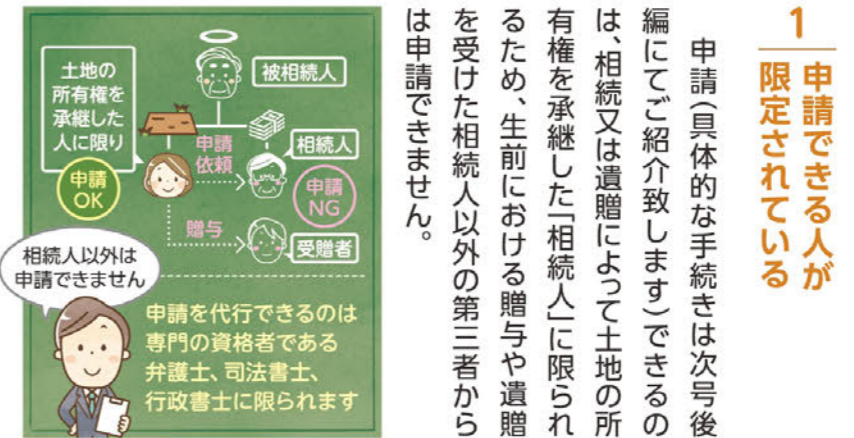 1
申請できる人が
限定されている
申請（具体的な手続きは次号後
編にてご紹介致します）できるの
は、相続又は遺贈によって土地の所
有権を承継した「相続人」に限られ
るため、生前における贈与や遺贈
を受けた相続人以外の第三者から
は申請できません。
被相続人
土地の
所有権を
承継した
人に限り
申請
OK
申請
依頼
相続人
申請
NG
贈与
受贈者
相続人以外は
申請できません
申請を代行できるのは
専門の資格者である
弁護士、司法書士、
行政書士に限られます